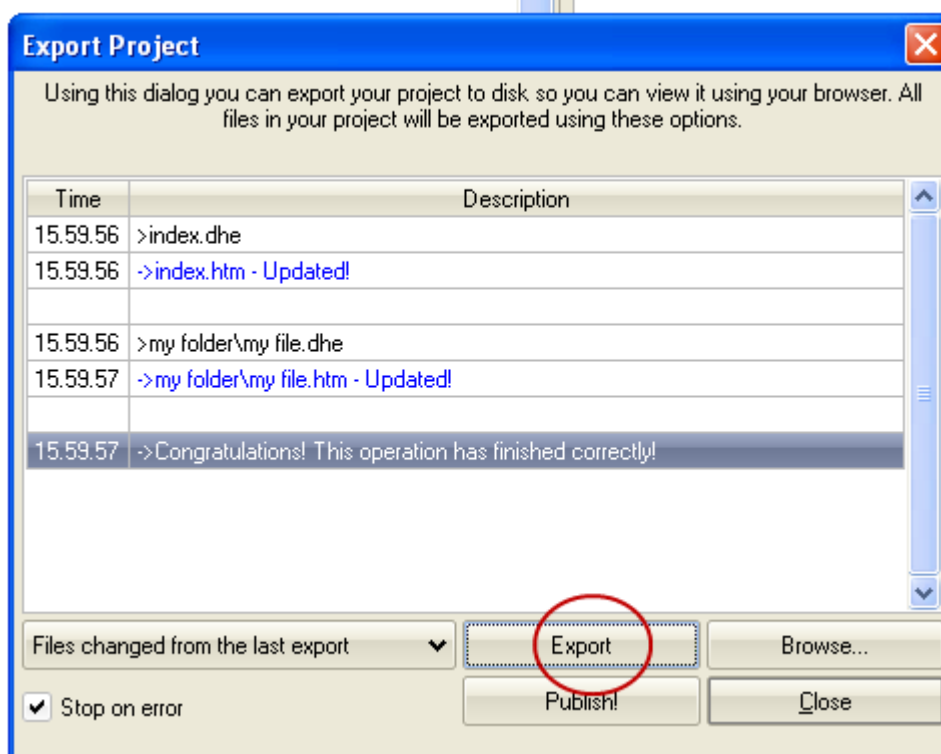 Export Project
Using this dialog you can export your project to disk so you can view it using your browser. All
files in your project will be exported using these options.
Time Description
15.59.56 >index.dhe
15.59.56 ->index.htm - Updated!
15.59.56 >my folder\my file.dhe
15.59.57 ->my folder\my file.htm - Updated!
15.59.57 ->Congratulations! This operation has finished correctly!
Files changed from the last export Export Browse...
Stop on error Publish! Close